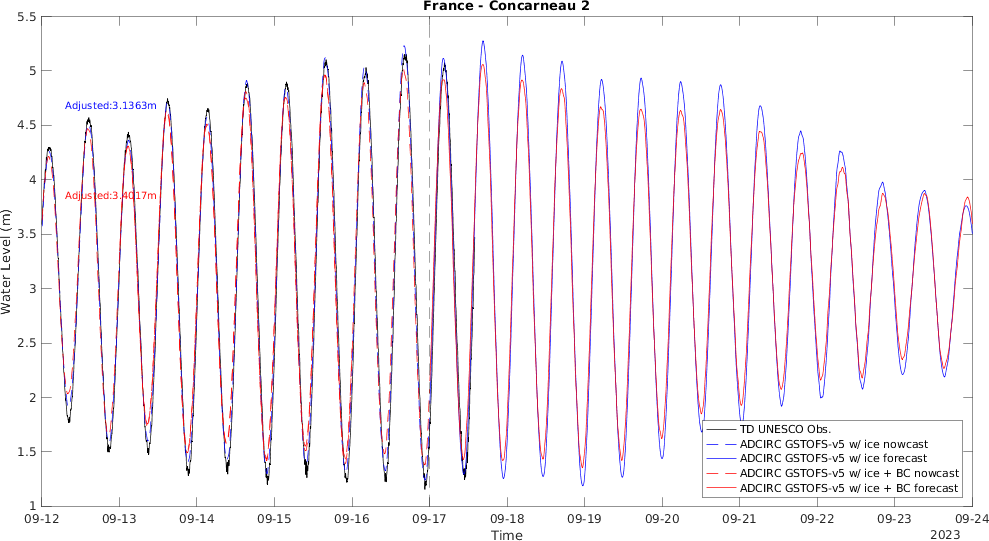 France - Concarneau 2
5.5
5
4.5
4
3.5
3
2.5
2
1.5
1
Water Level (m)
Adjusted:3.1363m
Adjusted:3.4017m
TD UNESCO Obs.
ADCIRC GSTOFS-v5 w/ ice nowcast
ADCIRC GSTOFS-v5 w/ ice forecast
ADCIRC GSTOFS-v5 w/ ice + BC nowcast
ADCIRC GSTOFS-v5 w/ ice + BC forecast
09-12 09-13 09-14 09-15 09-16 09-17 09-18 09-19 09-20 09-21 09-22 09-23 09-24
Time
2023